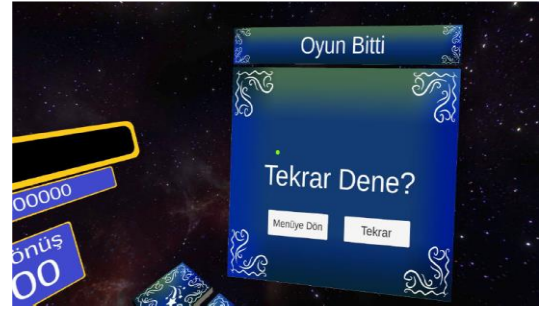 Oyun Bitti
Tekrar Dene?
Menüye Dön
Tekrar
00000
önüş
00